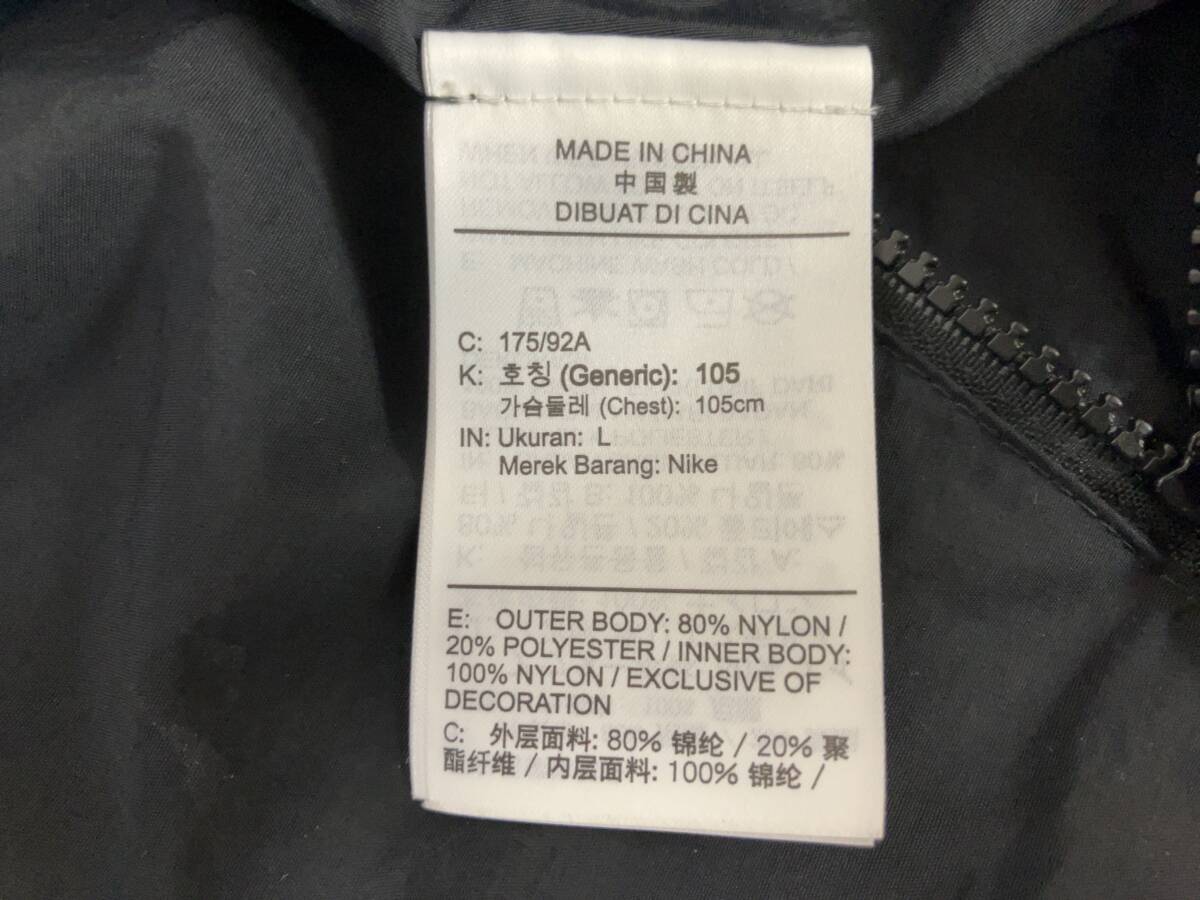 MADE IN CHINA
中国製
DIBUAT DI CINA
C: 175/92A
K: 호칭 (Generic): 105
가슴둘레 (Chest): 105cm
IN: Ukuran: L
Merek Barang: Nike
E: OUTER BODY: 80% NYLON /
20% POLYESTER / INNER BODY:
100% NYLON / EXCLUSIVE OF
DECORATION
C: 外层面料: 80% 锦纶 / 20% 聚
酯纤维 / 内层面料: 100% 锦纶 /